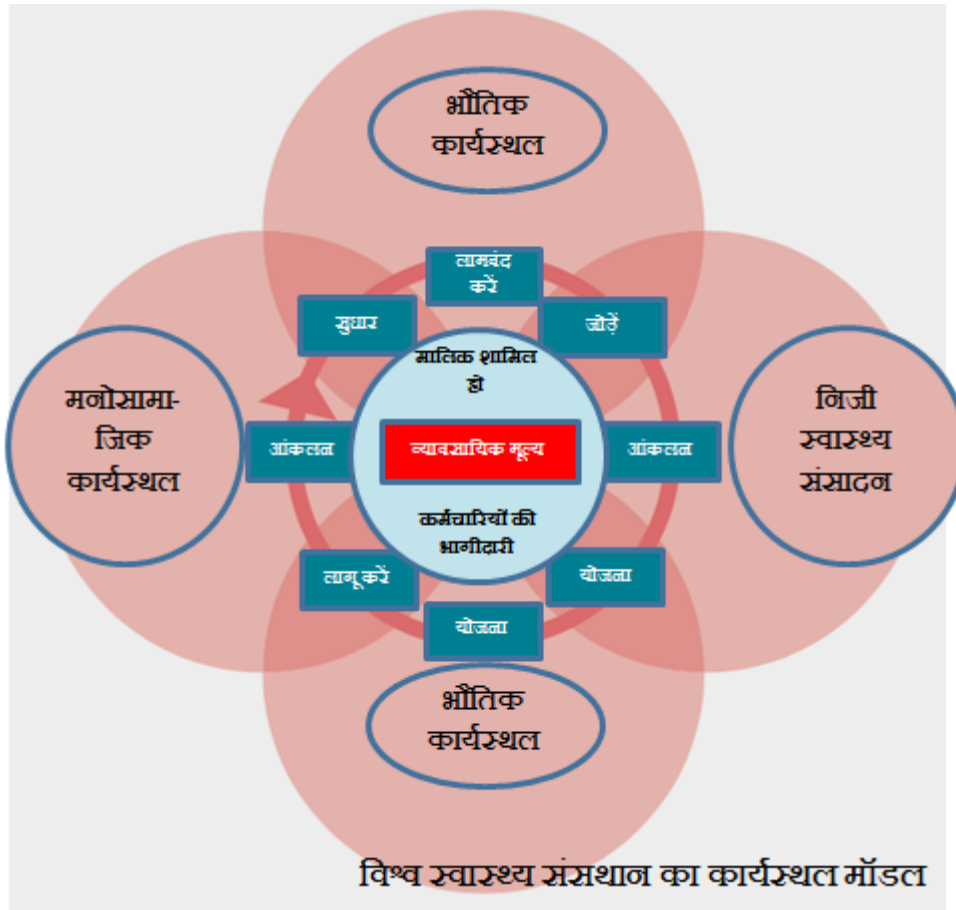 भौतिक
कार्यस्थल
लामबंद
करें
सुधार
जोड़ें
मालिक शामिल
हो
मनोसामा-
जिक
कार्यस्थल
आंकलन
व्यावसायिक मूल्य
आंकलन
निजी
स्वास्थ्य
संसादन
कर्मचारियों की
भागीदारी
लागू करें
योजना
योजना
भौतिक
कार्यस्थल
विश्व स्वास्थ्य संसथान का कार्यस्थल मॉडल